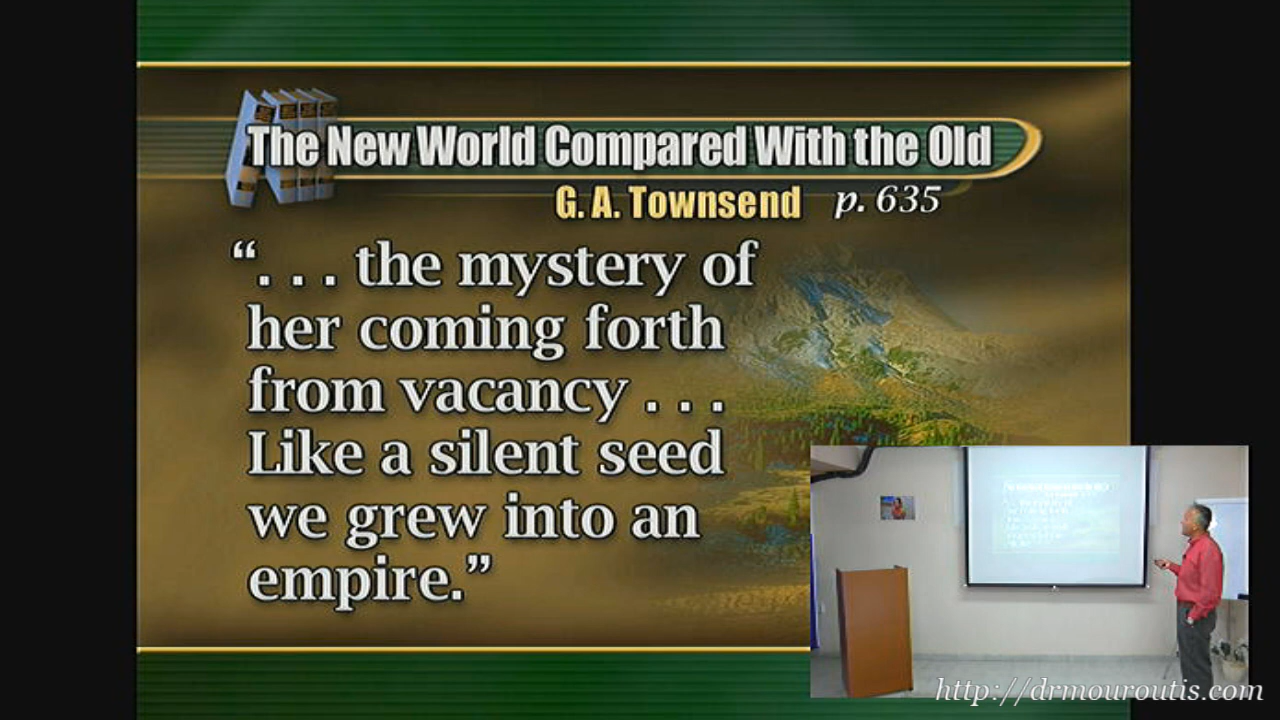 The New World Compared With the Old
G. A. Townsend p. 635
“. . . the mystery of
her coming forth
from vacancy . . .
Like a silent seed
we grew into an
empire.”
http://drmouroutis.com